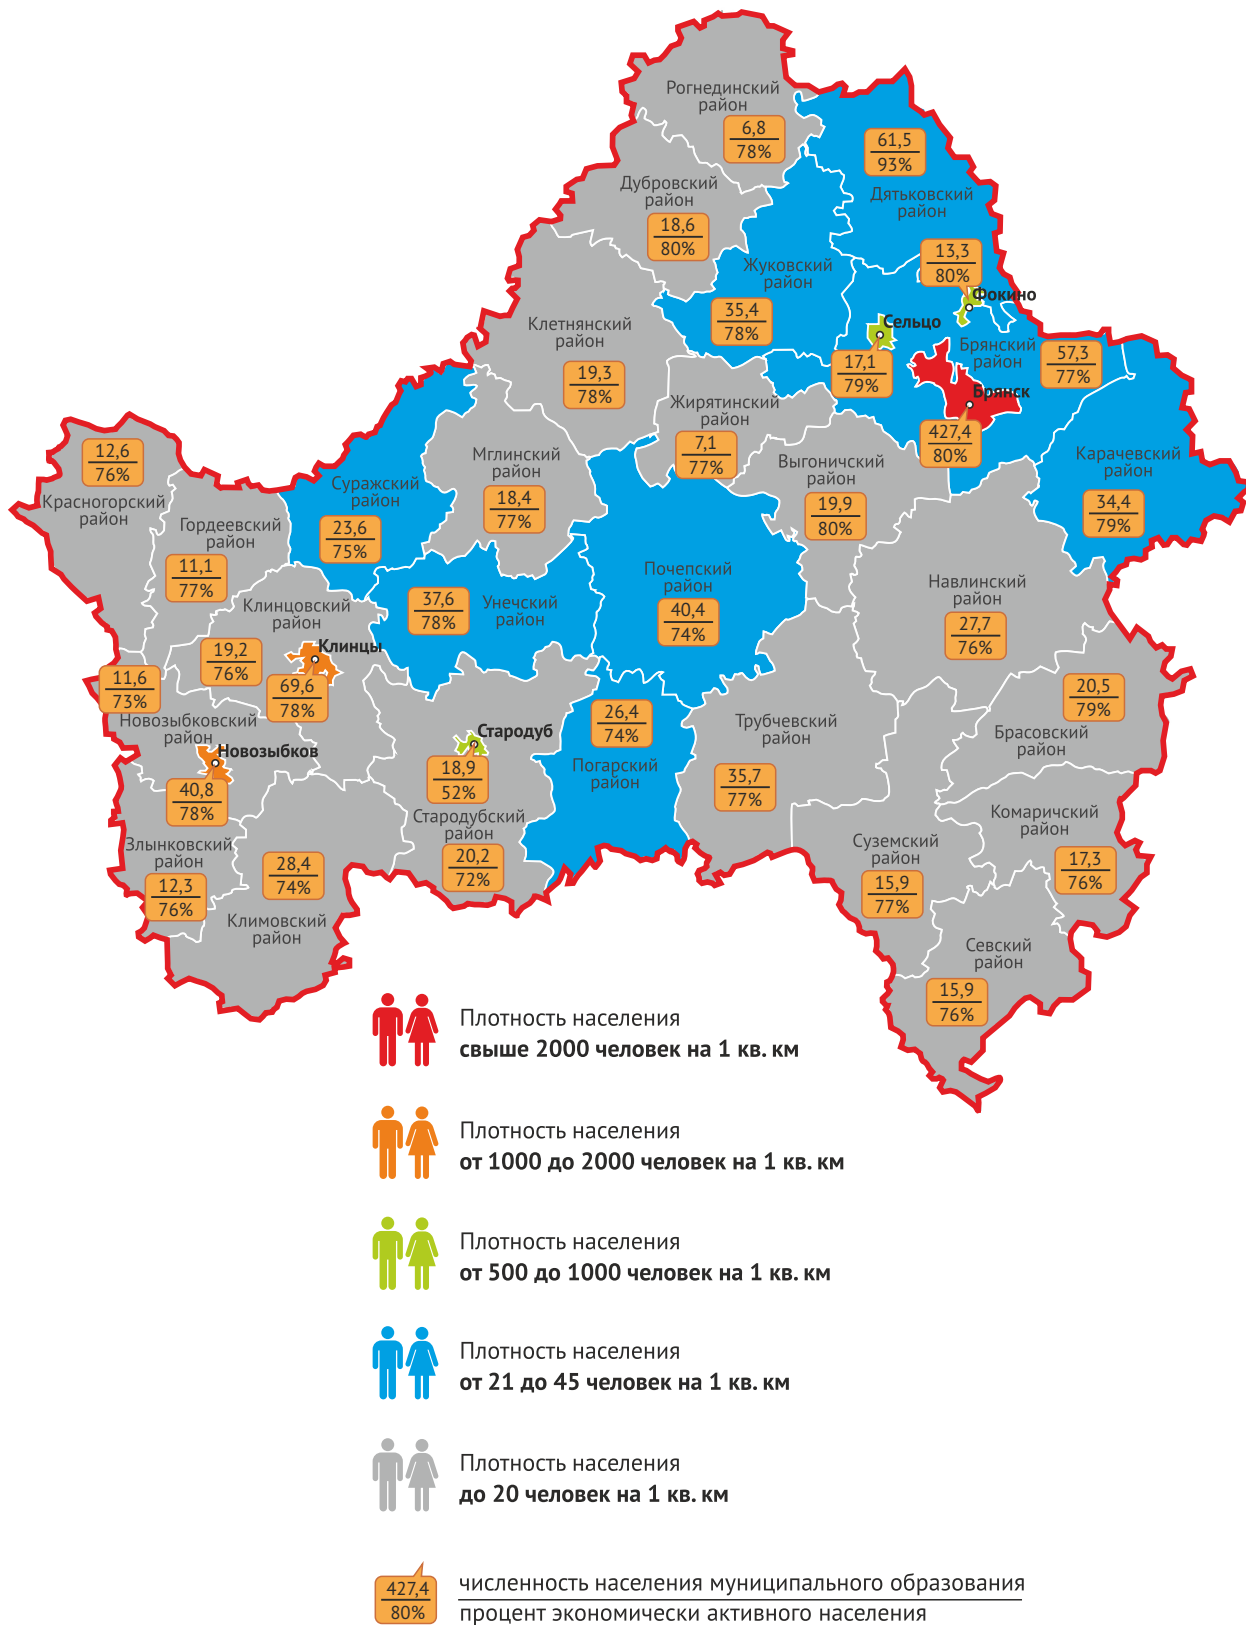 Рогнединский
район
6,8
78%
61,5
93%
Дятьковский
район
Дубровский
район
18,6
80%
13,3
80%
Фокино
Жуковский
район
35,4
78%
Сельцо
17,1
79%
Брянский
район
57,3
77%
Клетнянский
район
19,3
78%
Брянск
427,4
80%
Жирятинский
район
7,1
77%
Карачевский
район
34,4
79%
12,6
76%
Красногорский
район
Суражский
район
23,6
75%
Мглинский
район
18,4
77%
Выгоничский
район
19,9
80%
Гордеевский
район
11,1
77%
Почепский
район
40,4
74%
Навлинский
район
27,7
76%
37,6
78%
Унечский
район
Клинцовский
район
19,2
76%
Клинцы
69,6
78%
11,6
73%
Новозыбковский
район
Новозыбков
40,8
78%
20,5
79%
Брасовский
район
26,4
74%
Погарский
район
Трубчевский
район
35,7
77%
Стародуб
18,9
52%
Стародубский
район
20,2
72%
Комаричский
район
17,3
76%
Злынковский
район
12,3
76%
28,4
74%
Климовский
район
Суземский
район
15,9
77%
Севский
район
15,9
76%
Плотность населения
свыше 2000 человек на 1 кв. км
Плотность населения
от 1000 до 2000 человек на 1 кв. км
Плотность населения
от 500 до 1000 человек на 1 кв. км
Плотность населения
от 21 до 45 человек на 1 кв. км
Плотность населения
до 20 человек на 1 кв. км
427,4
80%
численность населения муниципального образования
процент экономически активного населения